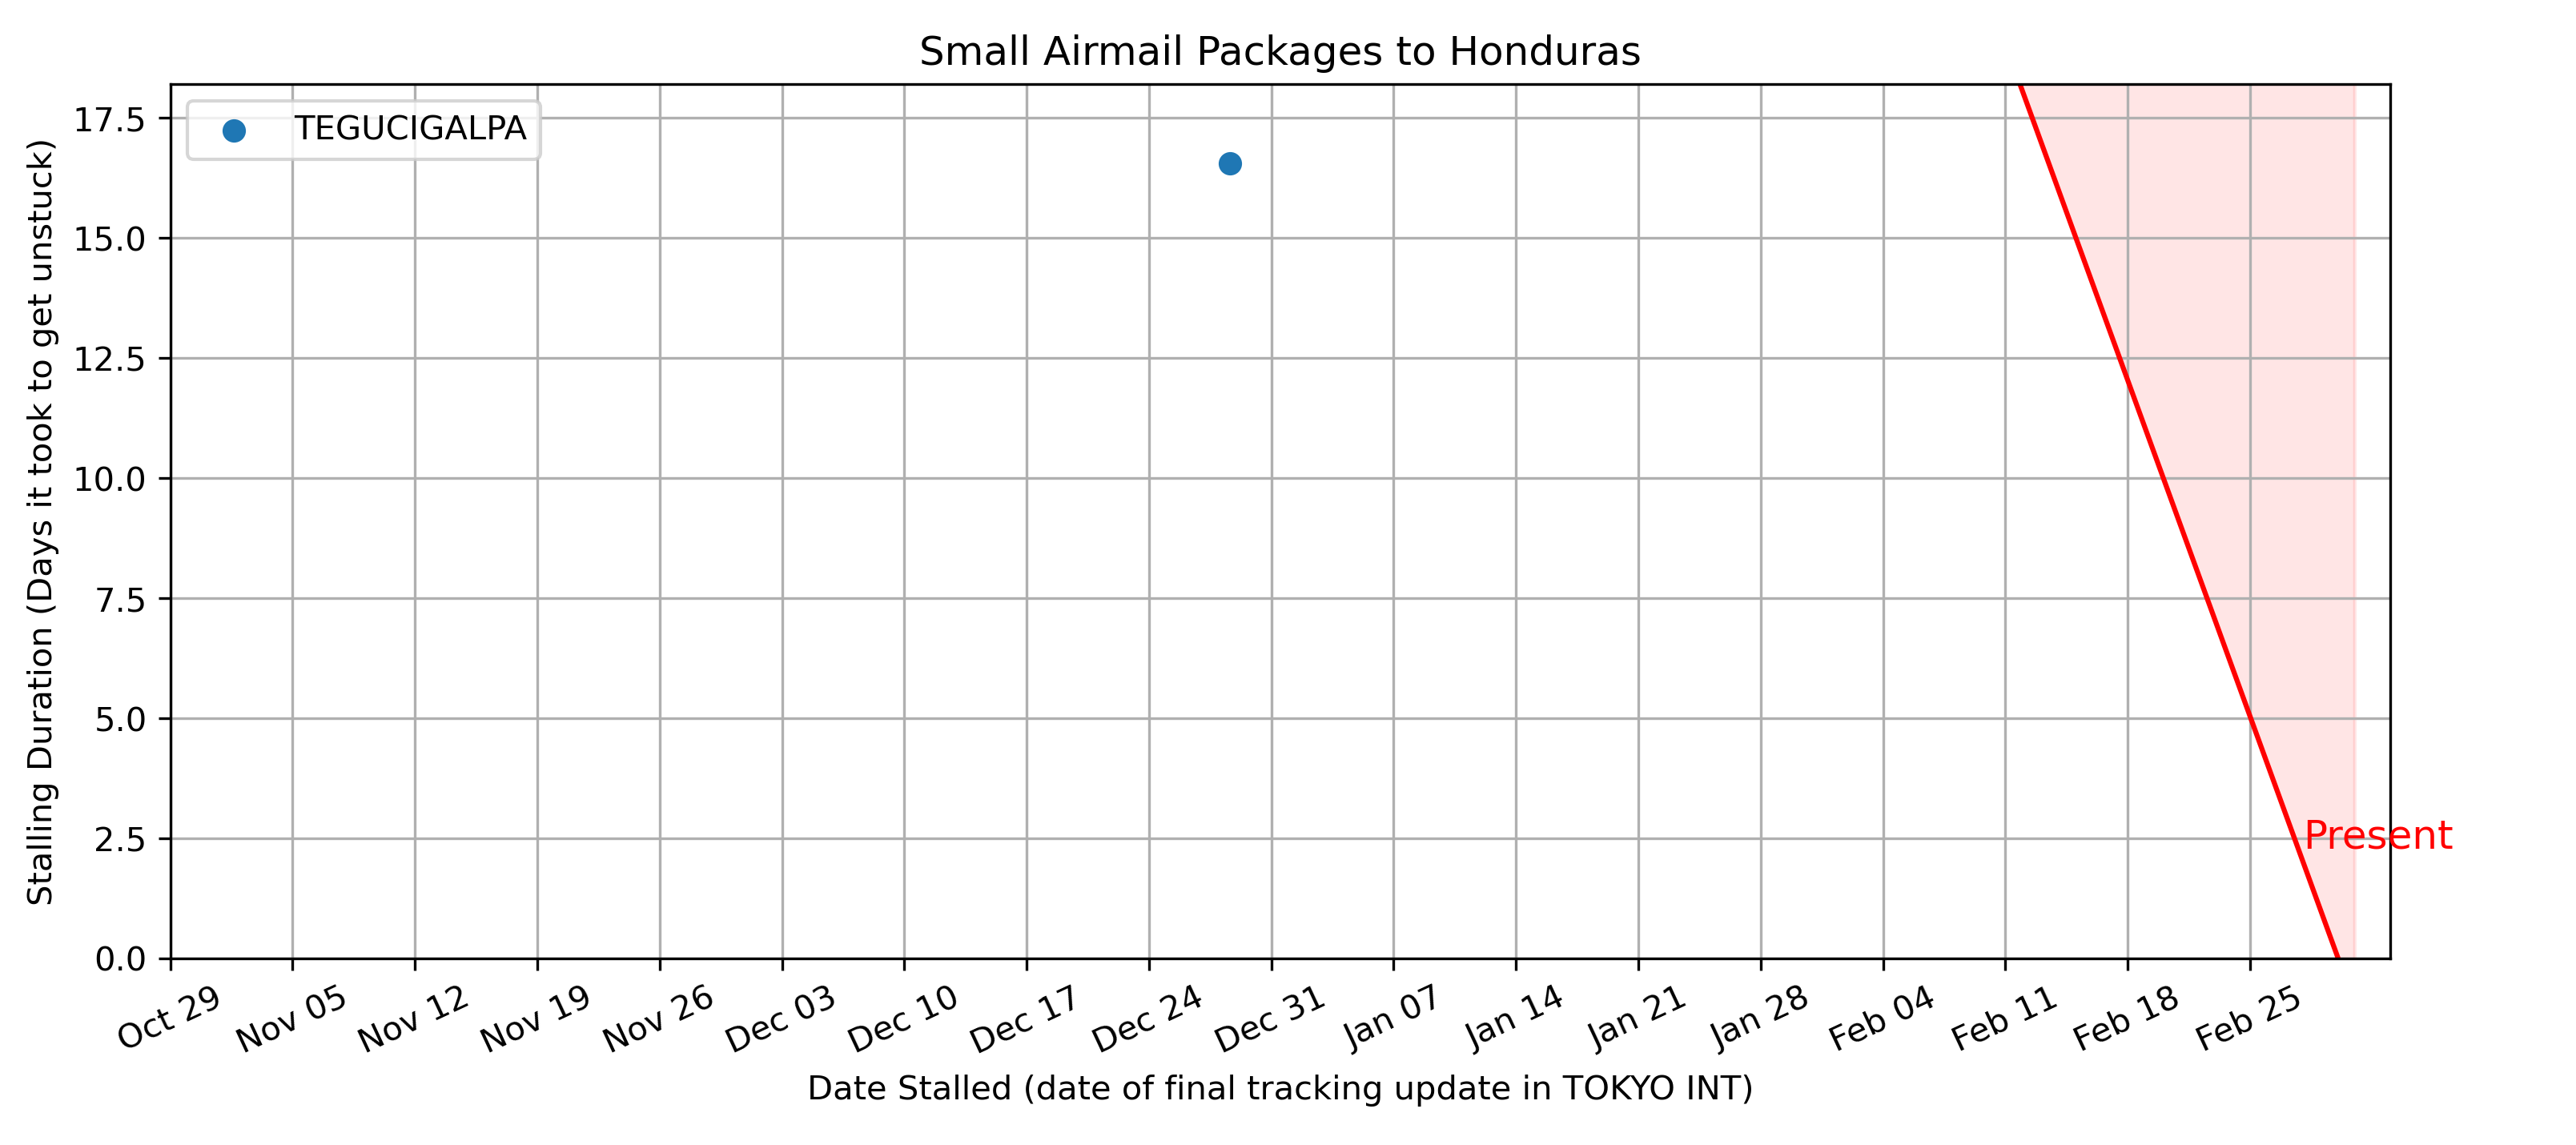 Small Airmail Packages to Honduras
TEGUCIGALPA
Stalling Duration (Days it took to get unstuck)
17.5
15.0
12.5
10.0
7.5
5.0
2.5
0.0
Present
Oct 29 Nov 05 Nov 12 Nov 19 Nov 26 Dec 03 Dec 10 Dec 17 Dec 24 Dec 31 Jan 07 Jan 14 Jan 21 Jan 28 Feb 04 Feb 11 Feb 18 Feb 25
Date Stalled (date of final tracking update in TOKYO INT)